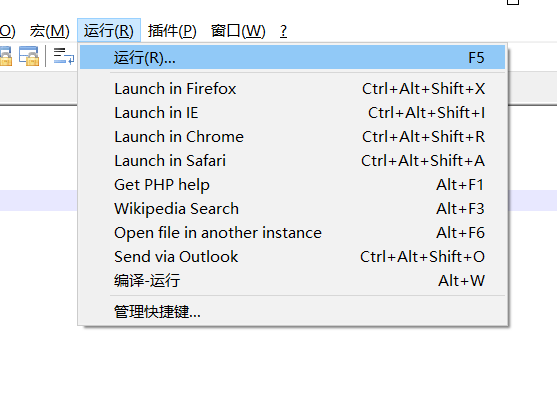 O) 宏(M) 运行(R) 插件(P) 窗口(W) ?
运行(R)... F5
Launch in Firefox Ctrl+Alt+Shift+X
Launch in IE Ctrl+Alt+Shift+I
Launch in Chrome Ctrl+Alt+Shift+R
Launch in Safari Ctrl+Alt+Shift+A
Get PHP help Alt+F1
Wikipedia Search Alt+F3
Open file in another instance Alt+F6
Send via Outlook Ctrl+Alt+Shift+O
编译-运行 Alt+W
管理快捷键...